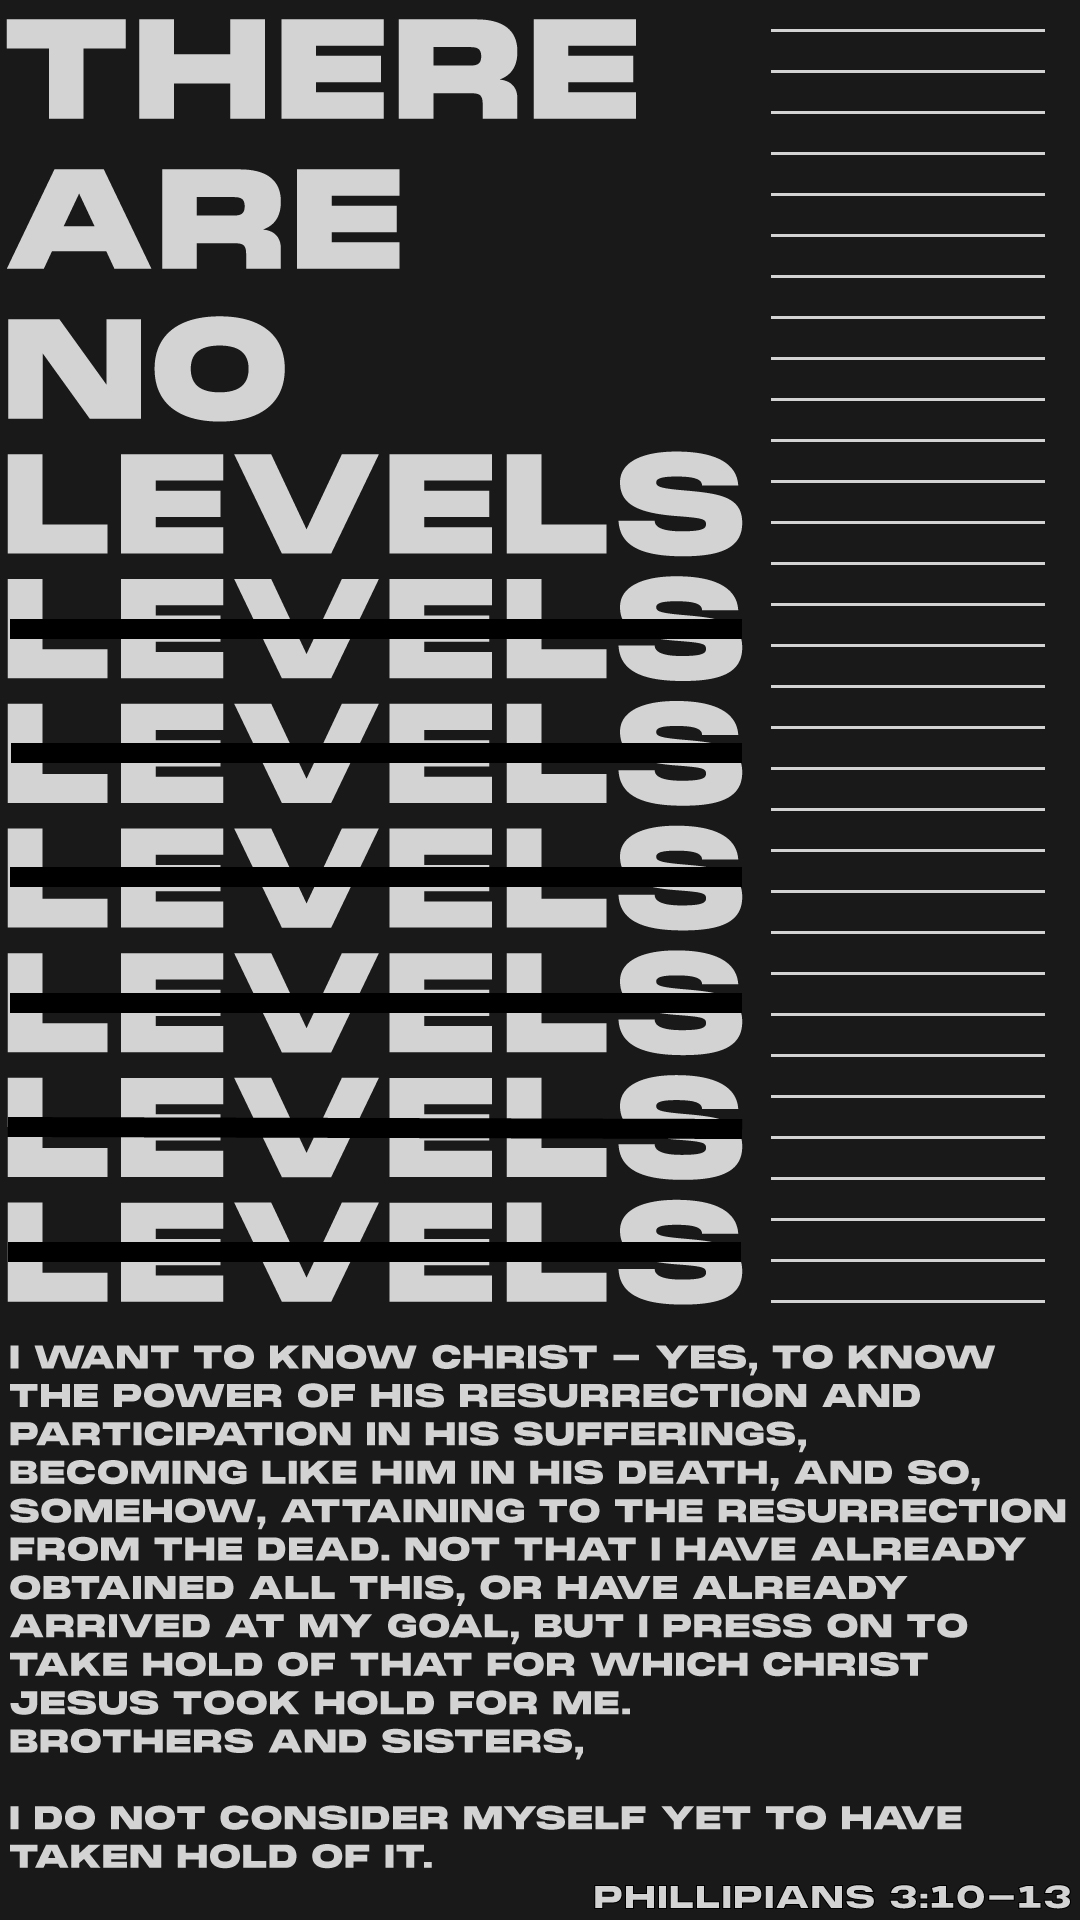 THERE
ARE
NO
LEVELS
LEVELS
LEVELS
LEVELS
LEVELS
LEVELS
LEVELS
I WANT TO KNOW CHRIST – YES, TO KNOW
THE POWER OF HIS RESURRECTION AND
PARTICIPATION IN HIS SUFFERINGS,
BECOMING LIKE HIM IN HIS DEATH, AND SO,
SOMEHOW, ATTAINING TO THE RESURRECTION
FROM THE DEAD. NOT THAT I HAVE ALREADY
OBTAINED ALL THIS, OR HAVE ALREADY
ARRIVED AT MY GOAL, BUT I PRESS ON TO
TAKE HOLD OF THAT FOR WHICH CHRIST
JESUS TOOK HOLD FOR ME.
BROTHERS AND SISTERS,
I DO NOT CONSIDER MYSELF YET TO HAVE
TAKEN HOLD OF IT.
PHILLIPIANS 3:10–13